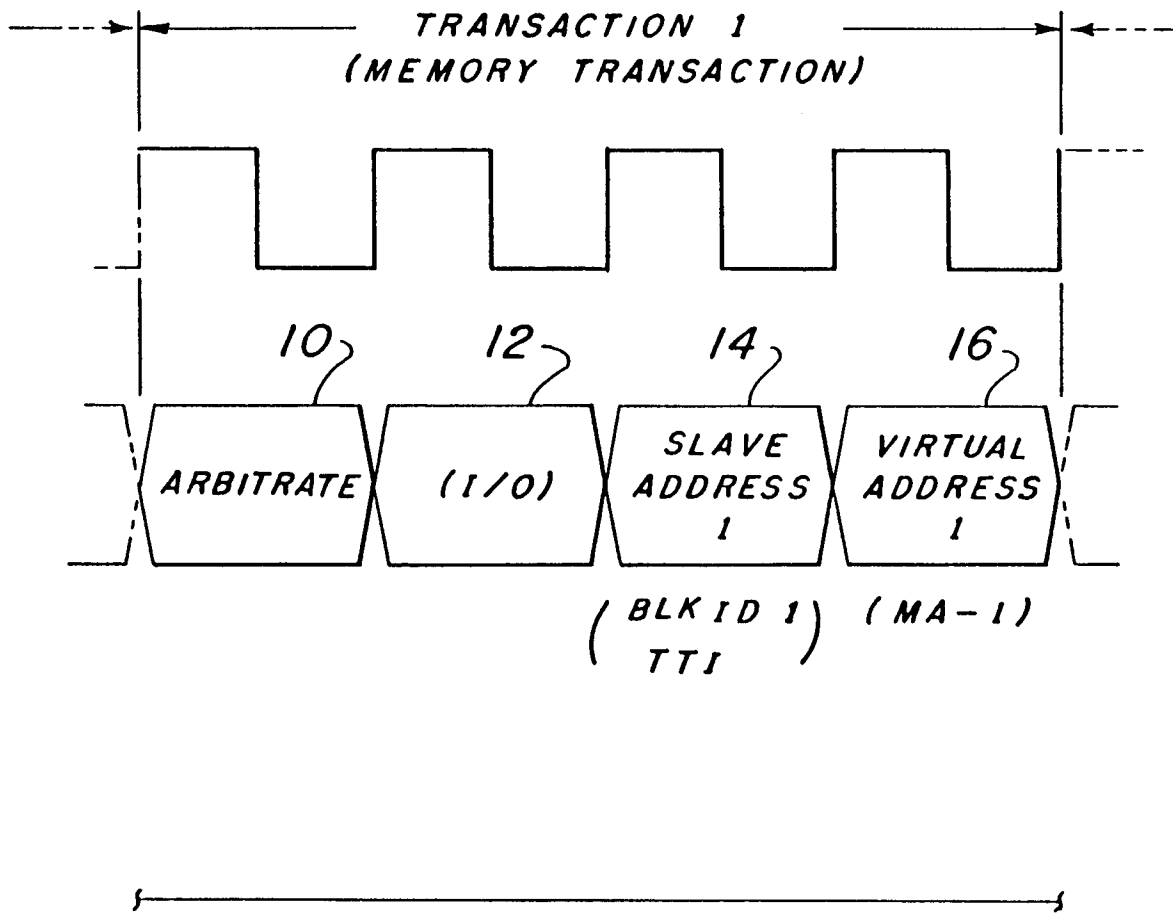 TRANSACTION 1
(MEMORY TRANSACTION)
10
12
14
16
ARBITRATE
(I/O)
SLAVE
ADDRESS
1
VIRTUAL
ADDRESS
1
(BLK ID 1
TTI)
(MA-1)